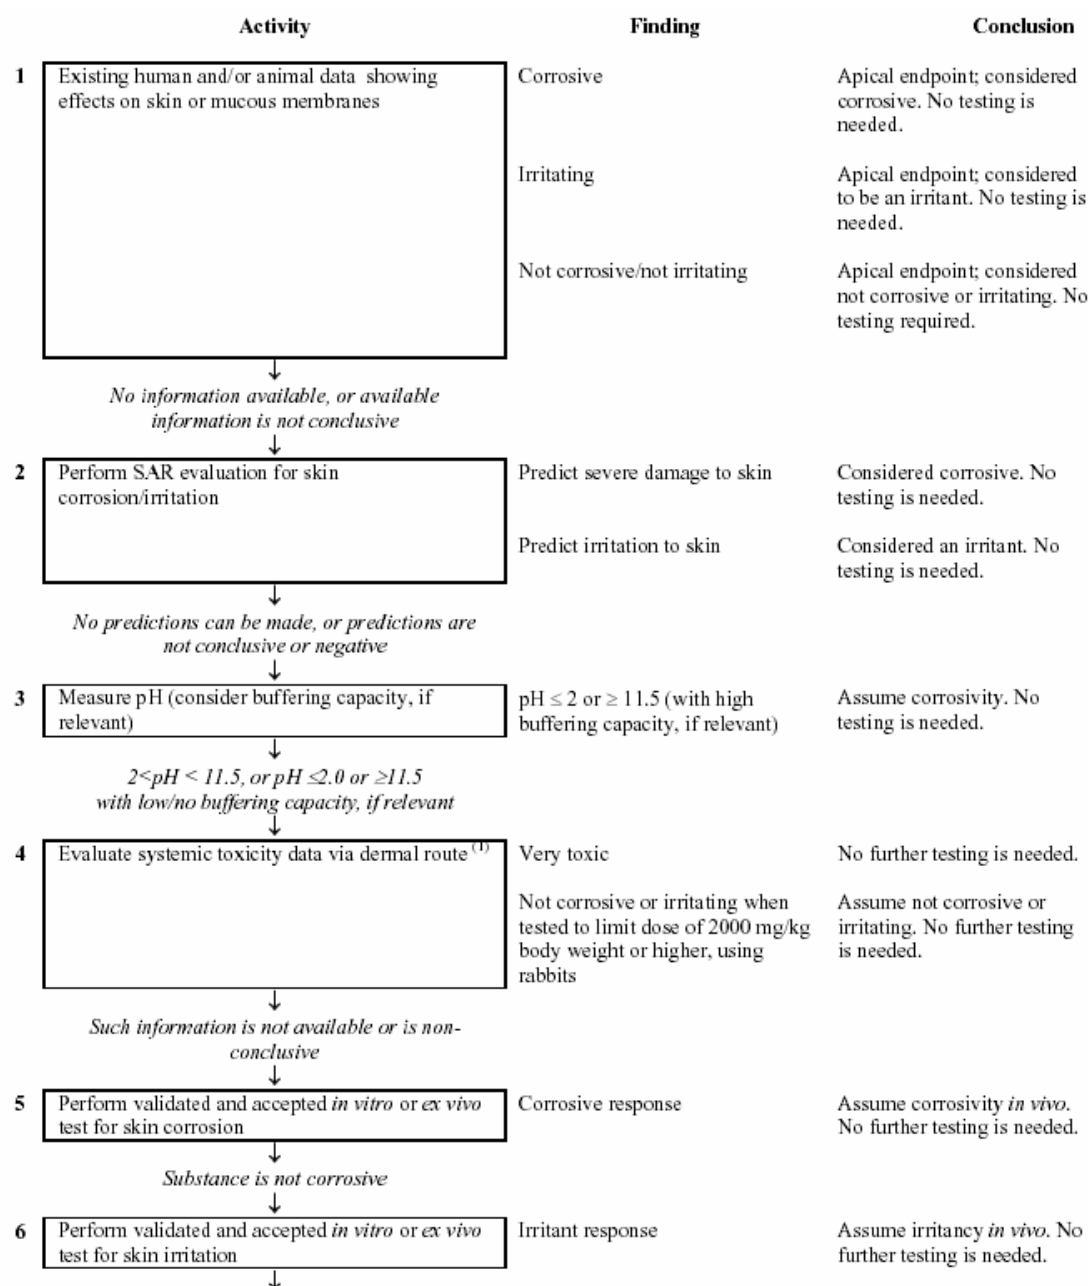 Activity
Finding
Conclusion
1
Existing human and/or animal data showing
effects on skin or mucous membranes
Corrosive
Apical endpoint; considered
corrosive. No testing is
needed.
Irritating
Apical endpoint; considered
to be an irritant. No testing is
needed.
Not corrosive/not irritating
Apical endpoint; considered
not corrosive or irritating. No
testing required.
↓
No information available, or available
information is not conclusive
↓
2
Perform SAR evaluation for skin
corrosion/irritation
Predict severe damage to skin
Considered corrosive. No
testing is needed.
Predict irritation to skin
Considered an irritant. No
testing is needed.
↓
No predictions can be made, or predictions are
not conclusive or negative
↓
3
Measure pH (consider buffering capacity, if
relevant)
pH ≤ 2 or ≥ 11.5 (with high
buffering capacity, if relevant)
Assume corrosivity. No
testing is needed.
↓
2<pH < 11.5, or pH ≤2.0 or ≥11.5
with low/no buffering capacity, if relevant
↓
4
Evaluate systemic toxicity data via dermal route (1)
Very toxic
No further testing is needed.
Not corrosive or irritating when
tested to limit dose of 2000 mg/kg
body weight or higher, using
rabbits
Assume not corrosive or
irritating. No further testing
is needed.
↓
Such information is not available or is non-
conclusive
↓
5
Perform validated and accepted in vitro or ex vivo
test for skin corrosion
Corrosive response
Assume corrosivity in vivo.
No further testing is needed.
↓
Substance is not corrosive
↓
6
Perform validated and accepted in vitro or ex vivo
test for skin irritation
Irritant response
Assume irritancy in vivo. No
further testing is needed.
↓